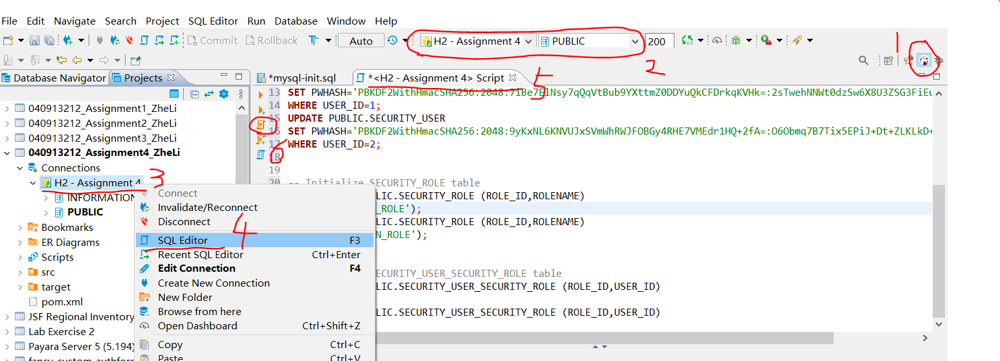 File Edit Navigate Search Project SQL Editor Run Database Window Help
Commit Rollback T Auto H2 - Assignment 4 PUBLIC 200
1
2
Database Navigator Projects *mysql-init.sql *<H2 - Assignment 4> Script 5
13 SET PWHASH='PBKDF2WithHmacSHA256:2048:7iBe7ElNsy7qQqVtBub9YXttmZ0DDYuQkCFDrkqKVHk=:2sTwehNNWt0dzSw6X8U3ZSG3FiEu
040913212_Assignment1_ZheLi 14 WHERE USER_ID=1;
040913212_Assignment2_ZheLi 15 UPDATE PUBLIC.SECURITY_USER
040913212_Assignment3_ZheLi 16 SET PWHASH='PBKDF2WithHmacSHA256:2048:9yKxNL6KNVUJxSVmWhRWJFOBGy4RHE7VMEdr1HQ+2fA=:O6Obmq7B7Tix5EPiJ+Dt+ZLKLkD+
040913212_Assignment4_ZheLi 17 WHERE USER_ID=2;
6 18
Connections 19
H2 - Assignment 4 3 20 -- Initialize SECURITY_ROLE table
INFORMATION Connect LIC.SECURITY_ROLE (ROLE_ID,ROLENAME)
PUBLIC Invalidate/Reconnect _ROLE');
Disconnect LIC.SECURITY_ROLE (ROLE_ID,ROLENAME)
Bookmarks 4
ER Diagrams SQL Editor F3 N_ROLE');
Scripts Recent SQL Editor Ctrl+Enter
src Edit Connection F4 ECURITY_USER_SECURITY_ROLE table
target Create New Connection LIC.SECURITY_USER_SECURITY_ROLE (ROLE_ID,USER_ID)
pom.xml New Folder
JSF Regional Inventory Browse from here LIC.SECURITY_USER_SECURITY_ROLE (ROLE_ID,USER_ID)
Lab Exercise 2 Open Dashboard Ctrl+Shift+Z
Payara Server 5 (5.194) Copy Ctrl+C
fancy_custom_authform Paste Ctrl+V